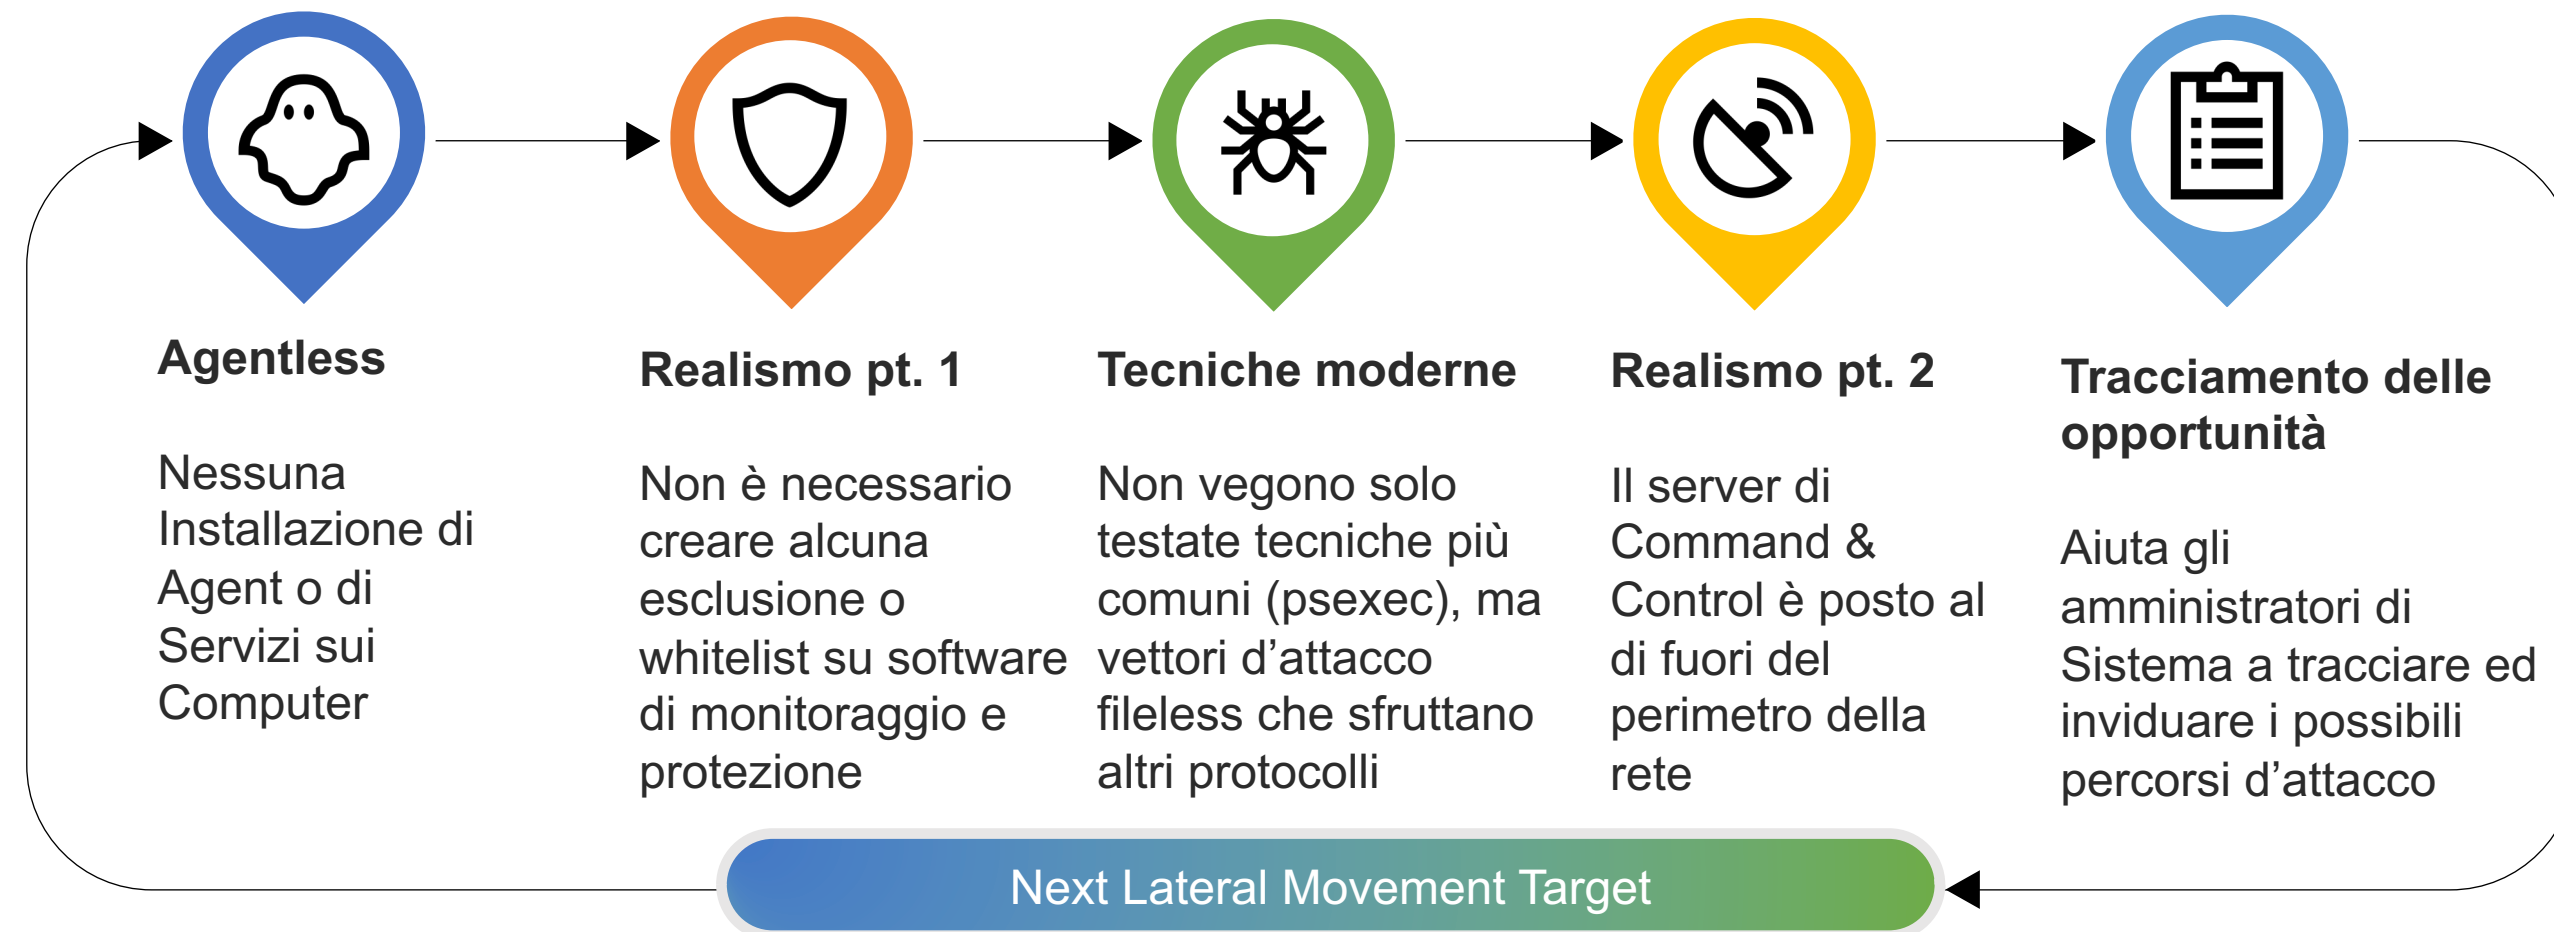 Agentless
Nessuna
Installazione di
Agent o di
Servizi sui
Computer
Realismo pt. 1
Non è necessario
creare alcuna
esclusione o
whitelist su software
di monitoraggio e
protezione
Tecniche moderne
Non vegono solo
testate tecniche più
comuni (psexec), ma
vettori d’attacco
fileless che sfruttano
altri protocolli
Realismo pt. 2
Il server di
Command &
Control è posto al
di fuori del
perimetro della
rete
Tracciamento delle
opportunità
Aiuta gli
amministratori di
Sistema a tracciare ed
inviduare i possibili
percorsi d’attacco
Next Lateral Movement Target